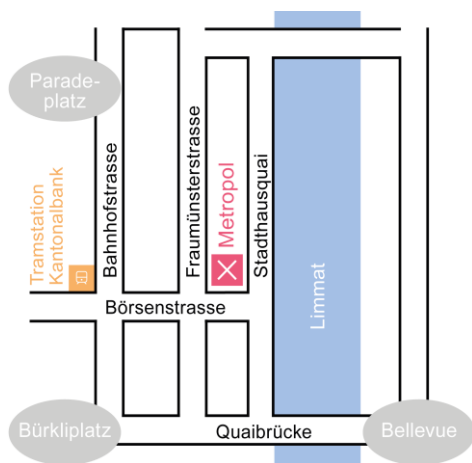 Parade-
platz
Tramstation
Kantonalbank
Bahnhofstrasse
Fraumünsterstrasse
Metropol
Stadthausquai
Limmat
Börsenstrasse
Bürkliplatz
Quaibrücke
Bellevue